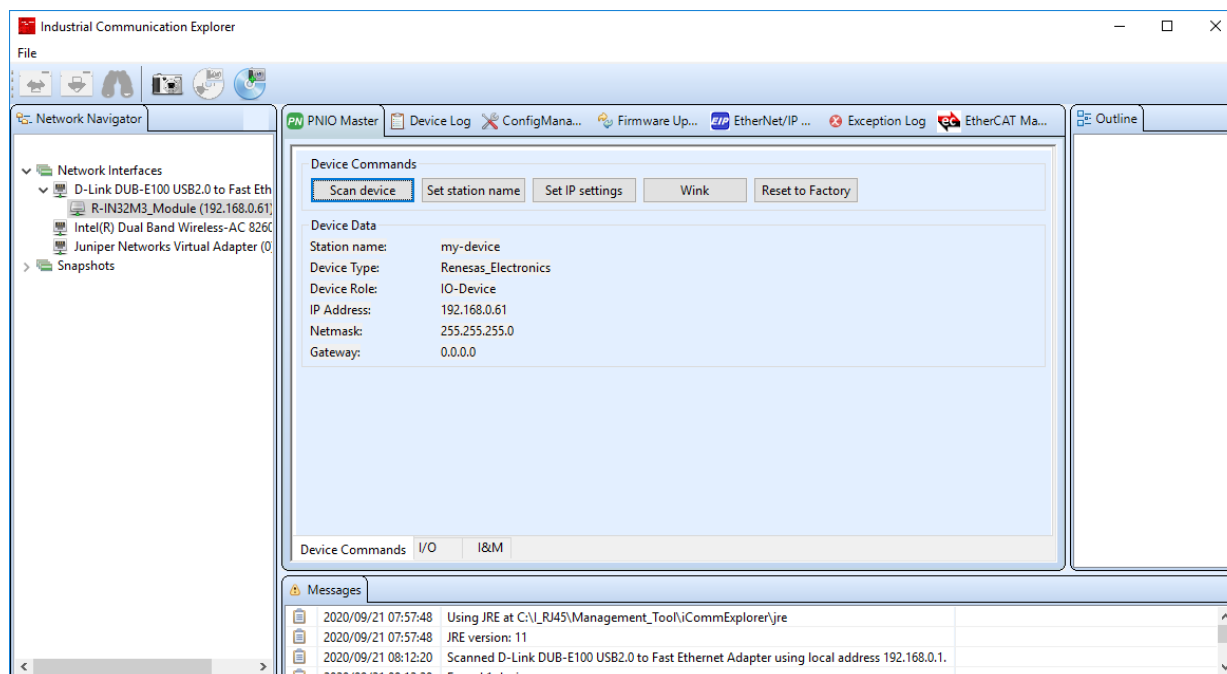 Industrial Communication Explorer
File
Network Navigator
Network Interfaces
D-Link DUB-E100 USB2.0 to Fast Eth
R-IN32M3_Module (192.168.0.61)
Intel(R) Dual Band Wireless-AC 8260
Juniper Networks Virtual Adapter (0
Snapshots
PN PNIO Master Device Log ConfigMana... Firmware Up... EIP EtherNet/IP ... Exception Log EC EtherCAT Ma...
Device Commands
Scan device Set station name Set IP settings Wink Reset to Factory
Device Data
Station name: my-device
Device Type: Renesas_Electronics
Device Role: IO-Device
IP Address: 192.168.0.61
Netmask: 255.255.255.0
Gateway: 0.0.0.0
Device Commands I/O I&M
Outline
Messages
2020/09/21 07:57:48 Using JRE at C:\I_RJ45\Management_Tool\iCommExplorer\jre
2020/09/21 07:57:48 JRE version: 11
2020/09/21 08:12:20 Scanned D-Link DUB-E100 USB2.0 to Fast Ethernet Adapter using local address 192.168.0.1.